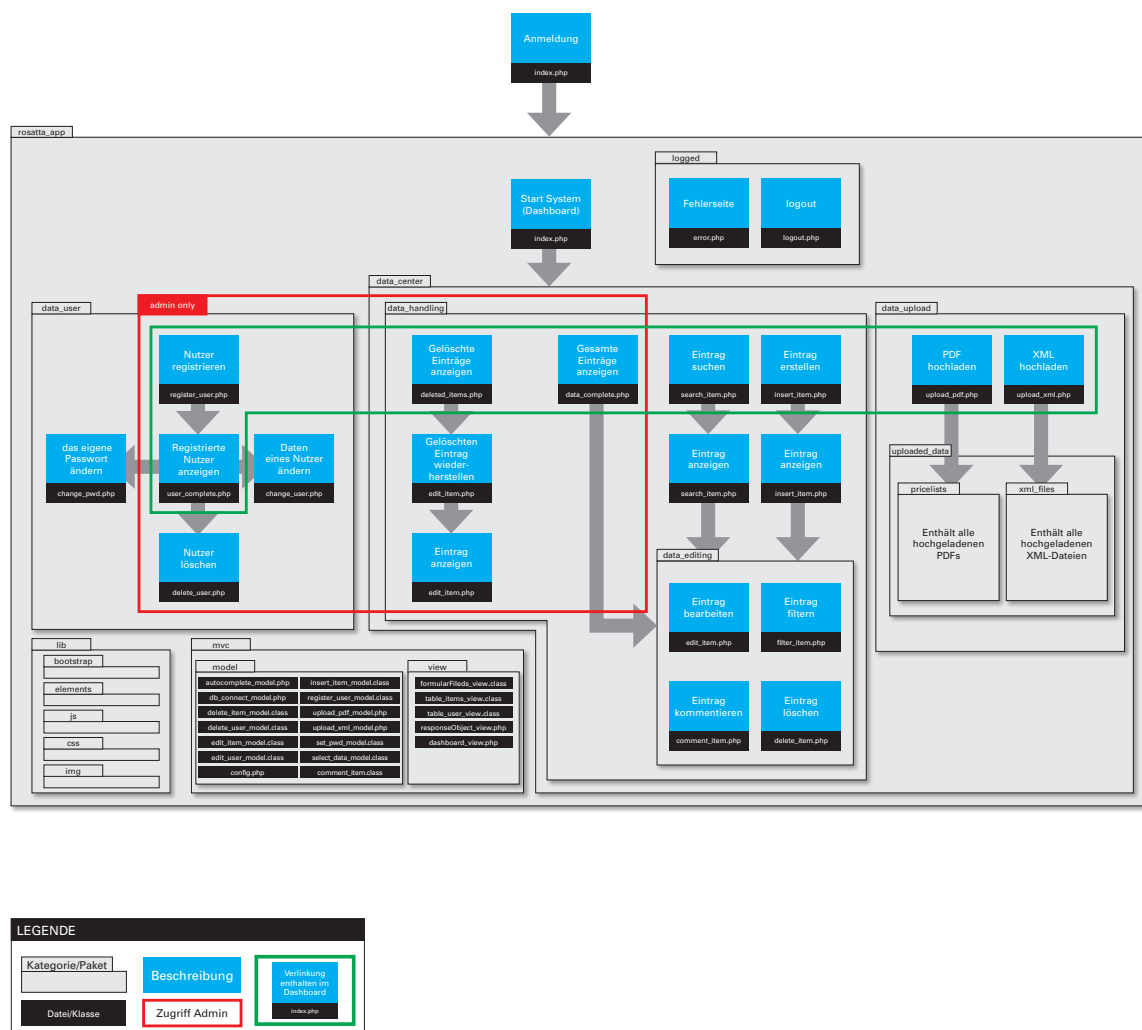 Anmeldung
index.php
rosatta_app
logged
Fehlerseite
error.php
logout
logout.php
Start System
(Dashboard)
index.php
data_center
data_user
admin only
data_handling
data_upload
Nutzer
registrieren
register_user.php
Gelöschte
Einträge
anzeigen
deleted_items.php
Gesamte
Einträge
anzeigen
data_complete.php
Eintrag
suchen
search_item.php
Eintrag
erstellen
insert_item.php
PDF
hochladen
upload_pdf.php
XML
hochladen
upload_xml.php
das eigene
Passwort
ändern
change_pwd.php
Registrierte
Nutzer
anzeigen
user_complete.php
Daten
eines Nutzer
ändern
change_user.php
Gelöschten
Eintrag
wieder-
herstellen
edit_item.php
Eintrag
anzeigen
search_item.php
Eintrag
anzeigen
insert_item.php
uploaded_data
pricelists
Enthält alle
hochgeladenen
PDFs
xml_files
Enthält alle
hochgeladenen
XML-Dateien
Nutzer
löschen
delete_user.php
Eintrag
anzeigen
edit_item.php
data_editing
Eintrag
bearbeiten
edit_item.php
Eintrag
filtern
filter_item.php
Eintrag
kommentieren
comment_item.php
Eintrag
löschen
delete_item.php
lib
bootstrap
elements
js
css
img
mvc
model
autocomplete_model.php
db_connect_model.php
delete_item_model.class
delete_user_model.class
edit_item_model.class
edit_user_model.class
config.php
insert_item_model.class
register_user_model.class
upload_pdf_model.php
upload_xml_model.php
set_pwd_model.class
select_data_model.class
comment_item.class
view
formularFileds_view.class
table_items_view.class
table_user_view.class
responseObject_view.php
dashboard_view.php
LEGENDE
Kategorie/Paket
Beschreibung
Verlinkung
enthalten im
Dashboard
index.php
Datei/Klasse
Zugriff Admin